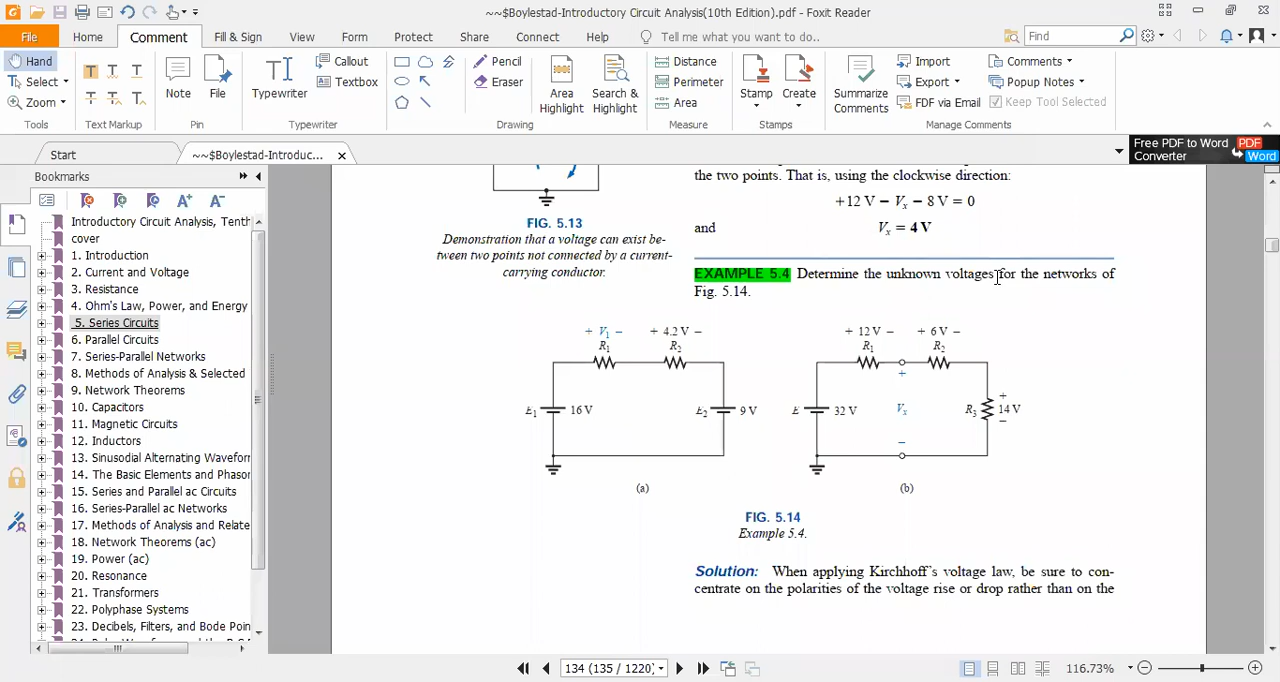 ~~$Boylestad-Introductory Circuit Analysis(10th Edition).pdf - Foxit Reader
File Home Comment Fill & Sign View Form Protect Share Connect Help Tell me what you want to do.. Find
Hand
Select
Zoom
Tools
T T T
T T T
Text Markup
Note
File
Pin
Typewriter
Callout
Textbox
Typewriter
Pencil
Eraser
Area Highlight
Search & Highlight
Drawing
Distance
Perimeter
Area
Measure
Stamp
Create
Stamps
Summarize Comments
Import
Export
FDF via Email
Comments
Popup Notes
Keep Tool Selected
Manage Comments
Start
~~$Boylestad-Introduc...
Free PDF to Word Converter
PDF
Word
Bookmarks
A+ A-
Introductory Circuit Analysis, Tenth
cover
1. Introduction
2. Current and Voltage
3. Resistance
4. Ohm's Law, Power, and Energy
5. Series Circuits
6. Parallel Circuits
7. Series-Parallel Networks
8. Methods of Analysis & Selected
9. Network Theorems
10. Capacitors
11. Magnetic Circuits
12. Inductors
13. Sinusoidal Alternating Waveform
14. The Basic Elements and Phasor
15. Series and Parallel ac Circuits
16. Series-Parallel ac Networks
17. Methods of Analysis and Relate
18. Network Theorems (ac)
19. Power (ac)
20. Resonance
21. Transformers
22. Polyphase Systems
23. Decibels, Filters, and Bode Poin
FIG. 5.13
Demonstration that a voltage can exist be-
tween two points not connected by a current-
carrying conductor.
the two points. That is, using the clockwise direction:
+12 V − Vx − 8 V = 0
and Vx = 4 V
EXAMPLE 5.4 Determine the unknown voltages for the networks of
Fig. 5.14.
+ V1 − + 4.2 V −
R1 R2
E1 16 V E2 9 V
(a)
+ 12 V − + 6 V −
R1 R2
+
E 32 V Vx R3 + 14 V −
−
(b)
FIG. 5.14
Example 5.4.
Solution: When applying Kirchhoff's voltage law, be sure to con-
centrate on the polarities of the voltage rise or drop rather than on the
134 (135 / 1220)
116.73%